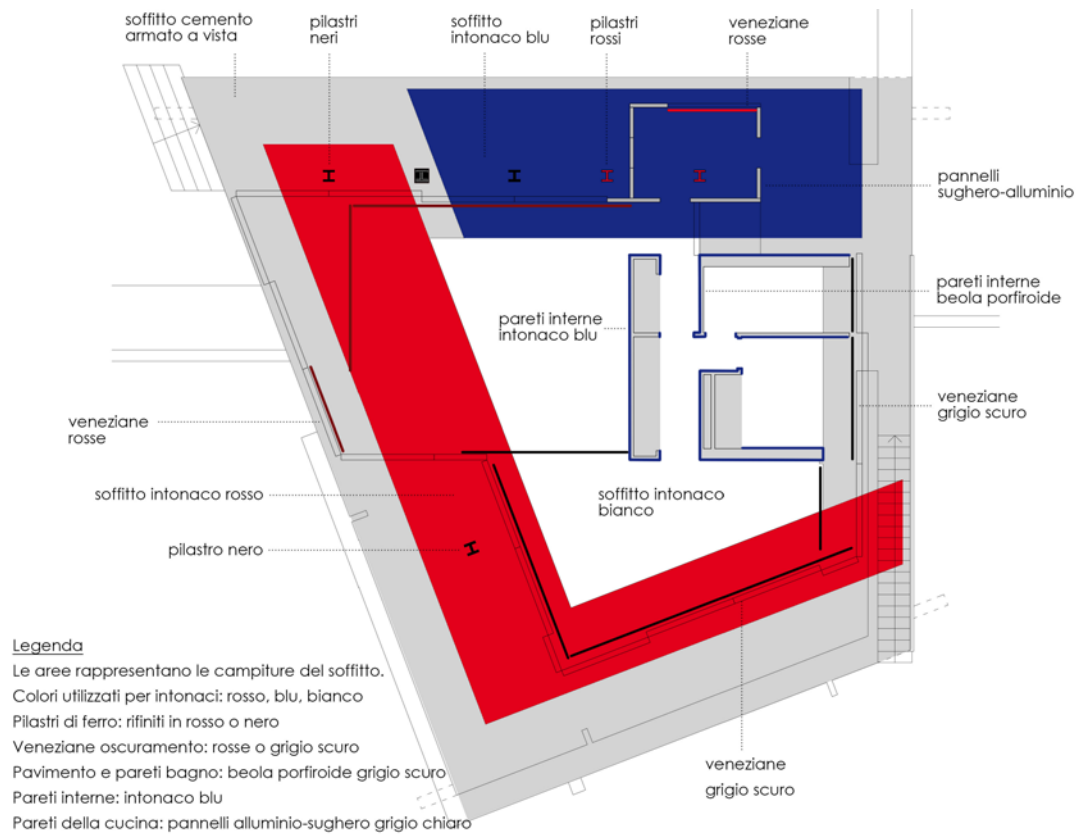 soffitto cemento
armato a vista
pilastri
neri
soffitto
intonaco blu
pilastri
rossi
veneziane
rosse
pannelli
sughero-alluminio
pareti interne
beola porfiroide
pareti interne
intonaco blu
veneziane
grigio scuro
veneziane
rosse
soffitto intonaco rosso
soffitto intonaco
bianco
pilastro nero
veneziane
grigio scuro
Legenda
Le aree rappresentano le campiture del soffitto.
Colori utilizzati per intonaci: rosso, blu, bianco
Pilastri di ferro: rifiniti in rosso o nero
Veneziane oscuramento: rosse o grigio scuro
Pavimento e pareti bagno: beola porfiroide grigio scuro
Pareti interne: intonaco blu
Pareti della cucina: pannelli alluminio-sughero grigio chiaro